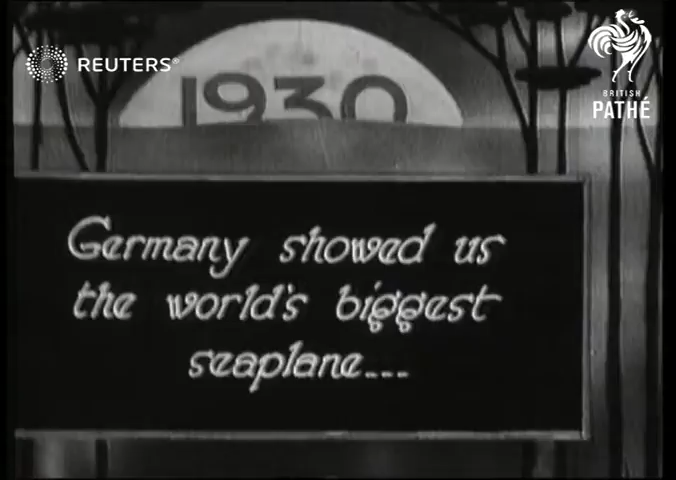 REUTERS
BRITISH
PATHÉ
1930
Germany showed us
the world's biggest
seaplane...